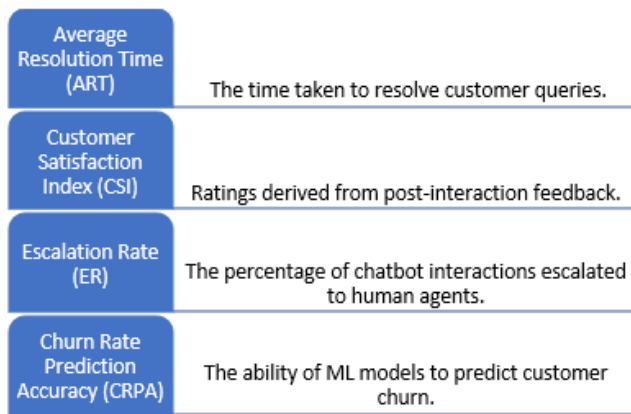 Average
Resolution Time
(ART)
The time taken to resolve customer queries.
Customer
Satisfaction
Index (CSI)
Ratings derived from post-interaction feedback.
Escalation Rate
(ER)
The percentage of chatbot interactions escalated
to human agents.
Churn Rate
Prediction
Accuracy (CRPA)
The ability of ML models to predict customer
churn.